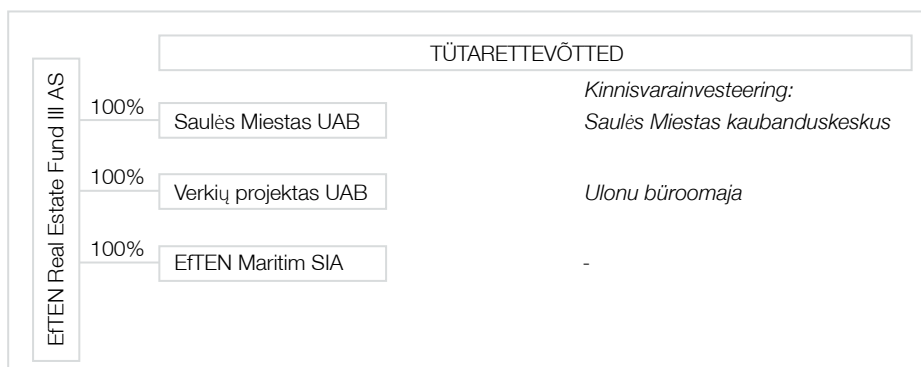 TÜTARETTEVÕTTED
EfTEN Real Estate Fund III AS
Kinnisvarainvesteering:
100%
Saulės Miestas UAB
Saulės Miestas kaubanduskeskus
100%
Verkių projektas UAB
Ulonu büroomaja
100%
EfTEN Maritim SIA
-